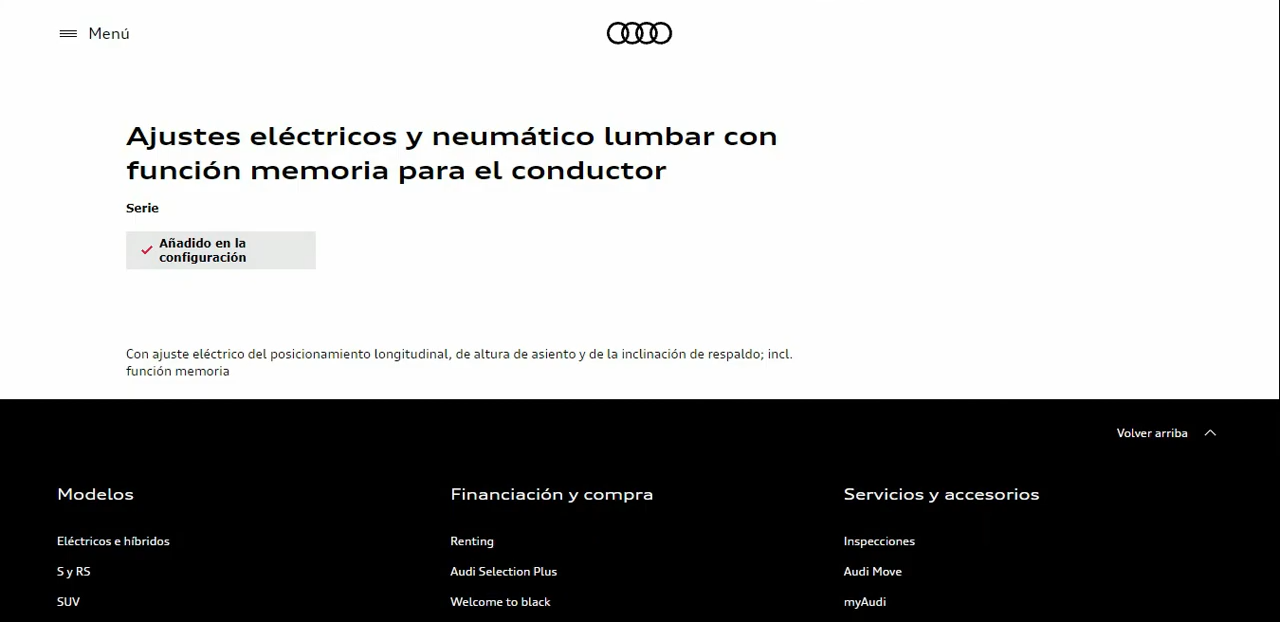 Menú
Ajustes eléctricos y neumático lumbar con
función memoria para el conductor
Serie
Añadido en la
configuración
Con ajuste eléctrico del posicionamiento longitudinal, de altura de asiento y de la inclinación de respaldo; incl.
función memoria
Volver arriba
Modelos
Eléctricos e híbridos
S y RS
SUV
Financiación y compra
Renting
Audi Selection Plus
Welcome to black
Servicios y accesorios
Inspecciones
Audi Move
myAudi